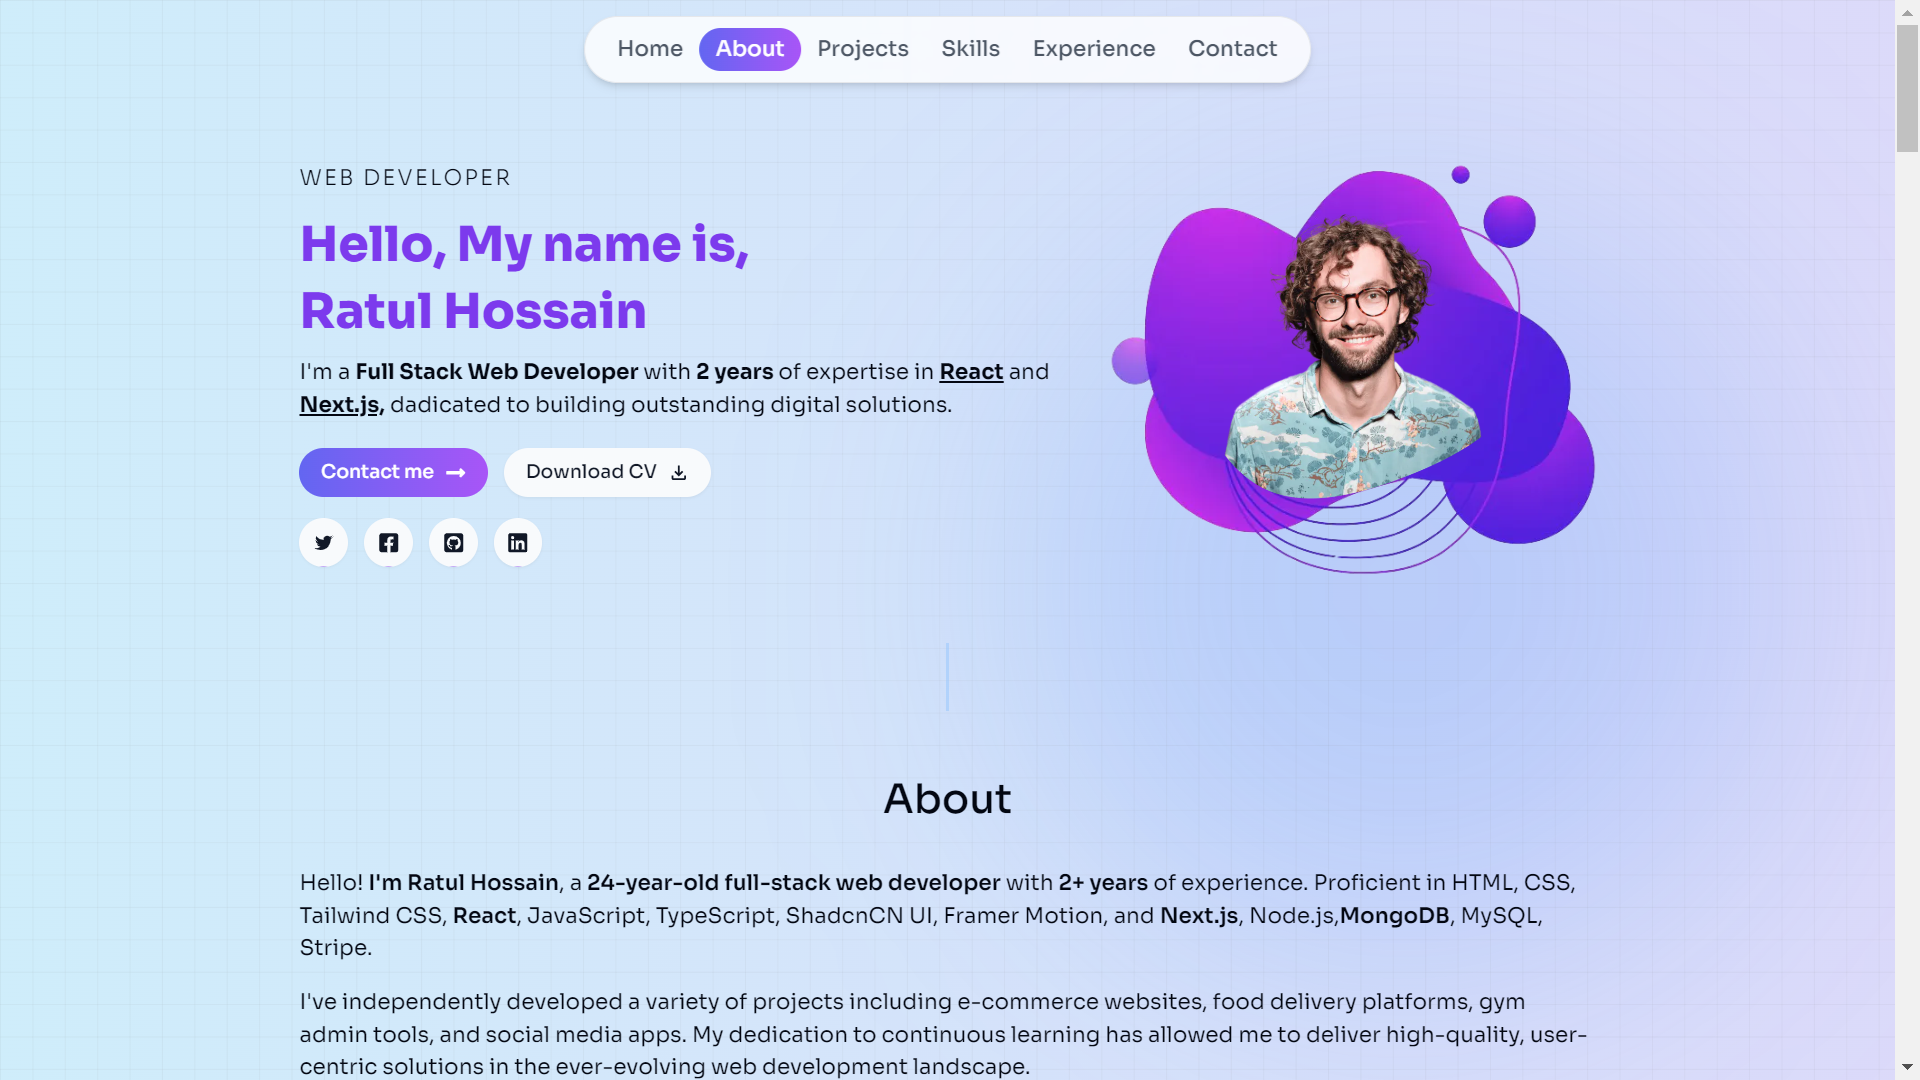 Home About Projects Skills Experience Contact
WEB DEVELOPER
Hello, My name is,
Ratul Hossain
I'm a Full Stack Web Developer with 2 years of expertise in React and
Next.js, dadicated to building outstanding digital solutions.
Contact me Download CV
About
Hello! I'm Ratul Hossain, a 24-year-old full-stack web developer with 2+ years of experience. Proficient in HTML, CSS,
Tailwind CSS, React, JavaScript, TypeScript, ShadcnCN UI, Framer Motion, and Next.js, Node.js,MongoDB, MySQL,
Stripe.
I've independently developed a variety of projects including e-commerce websites, food delivery platforms, gym
admin tools, and social media apps. My dedication to continuous learning has allowed me to deliver high-quality, user-
centric solutions in the ever-evolving web development landscape.